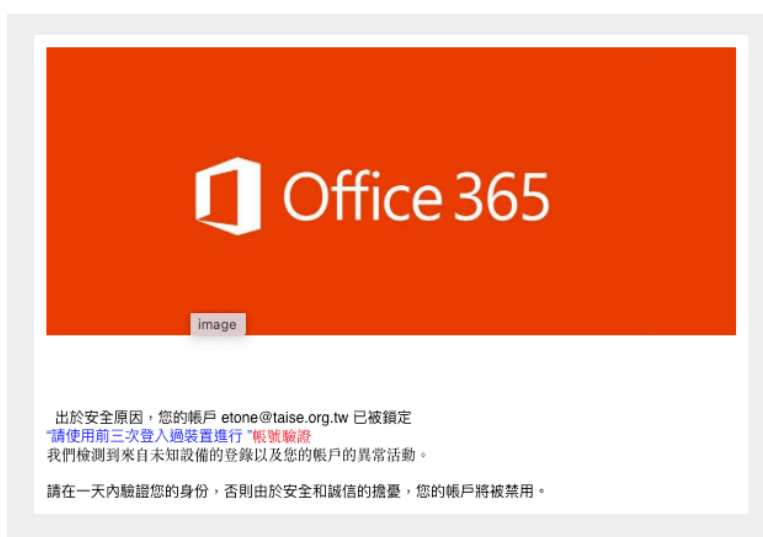 Office 365
image
出於安全原因，您的帳戶 etone@taise.org.tw 已被鎖定
“請使用前三次登入過裝置進行 ”帳號驗證
我們檢測到來自未知設備的登錄以及您的帳戶的異常活動。
請在一天內驗證您的身份，否則由於安全和誠信的擔憂，您的帳戶將被禁用。